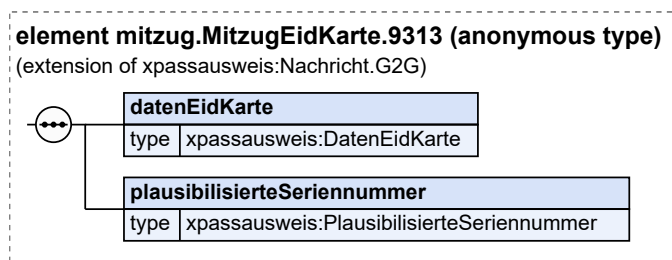 element mitzug.MitzugEidKarte.9313 (anonymous type)
(extension of xpassausweis:Nachricht.G2G)
datenEidKarte
type xpassausweis:DatenEidKarte
plausibilisierteSeriennummer
type xpassausweis:PlausibilisierteSeriennummer